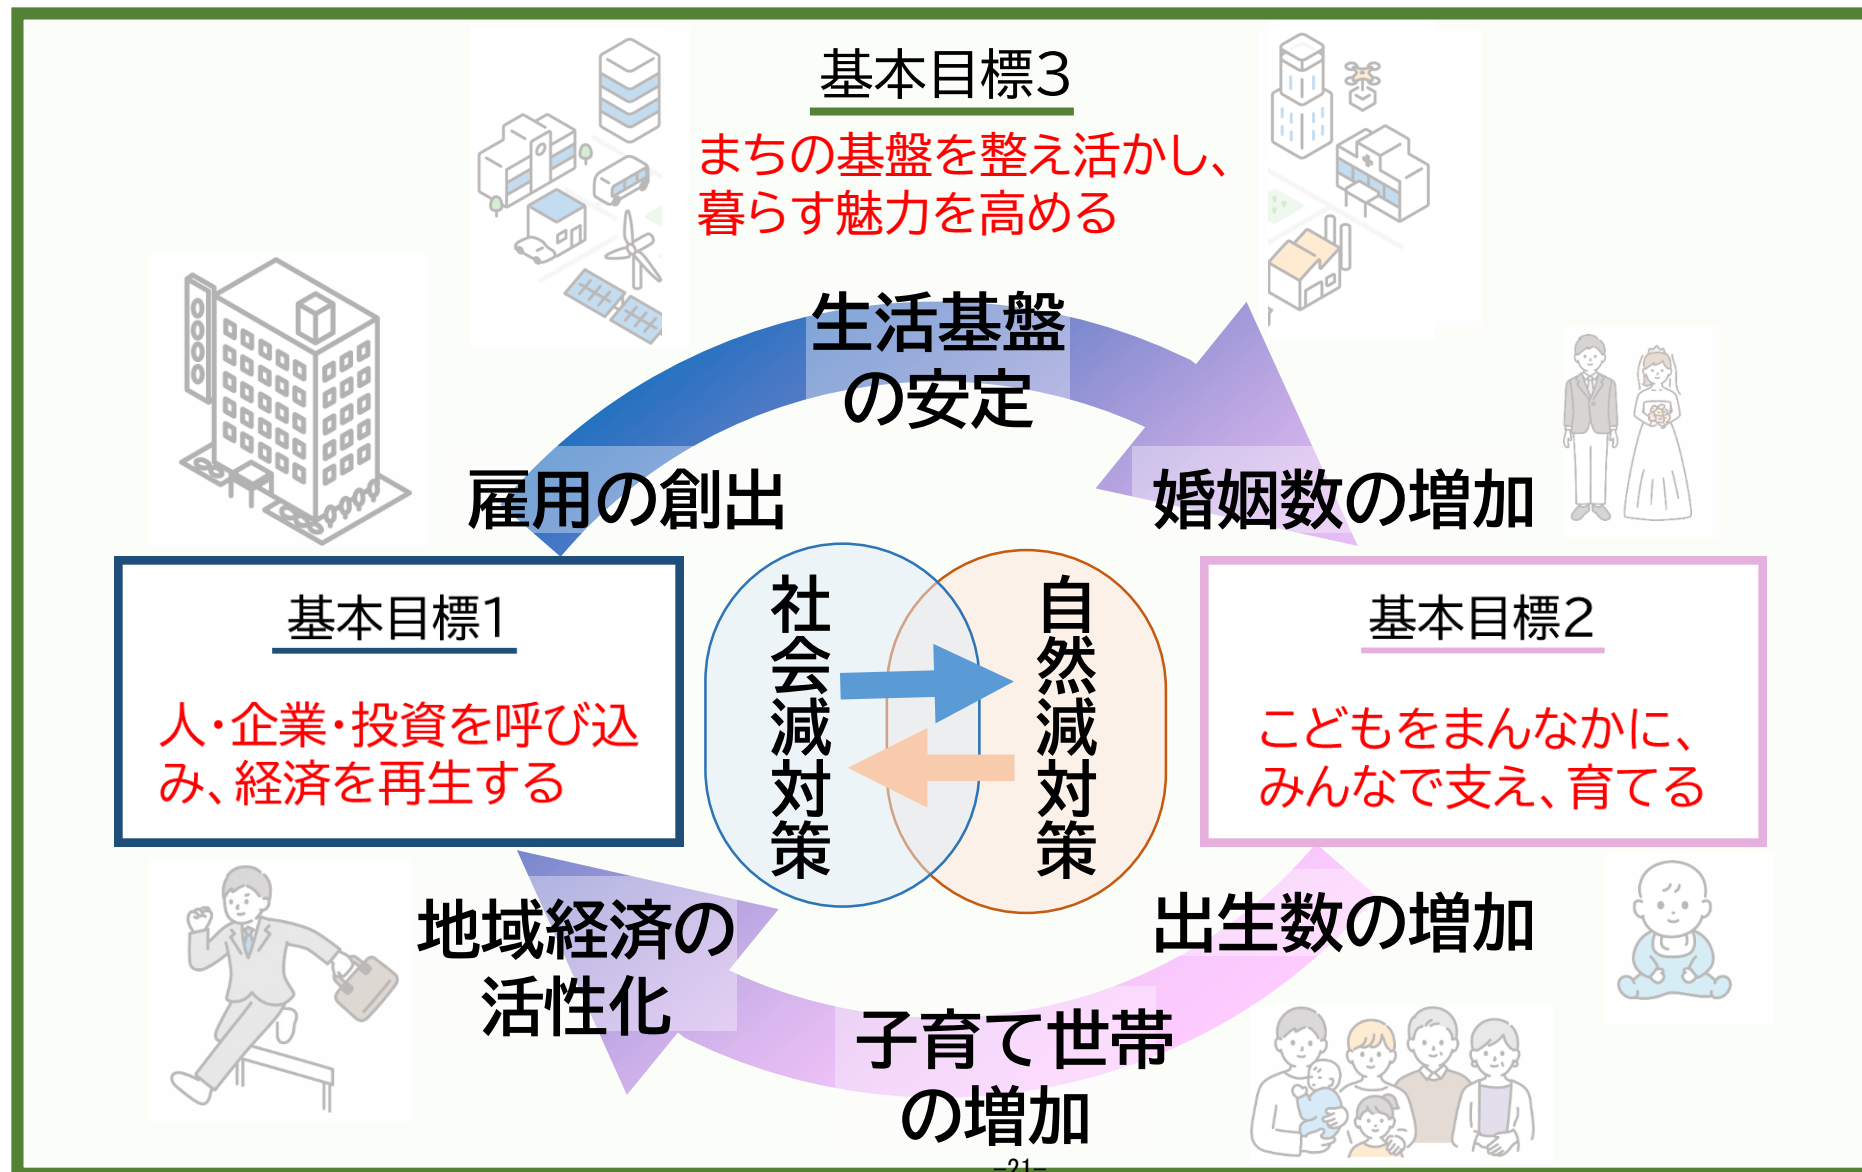 基本目標3
まちの基盤を整え活かし、
暮らす魅力を高める
生活基盤
の安定
雇用の創出
婚姻数の増加
基本目標1
人・企業・投資を呼び込
み、経済を再生する
社会減対策
自然減対策
基本目標2
こどもをまんなかに、
みんなで支え、育てる
地域経済の
活性化
出生数の増加
子育て世帯
の増加
-21-